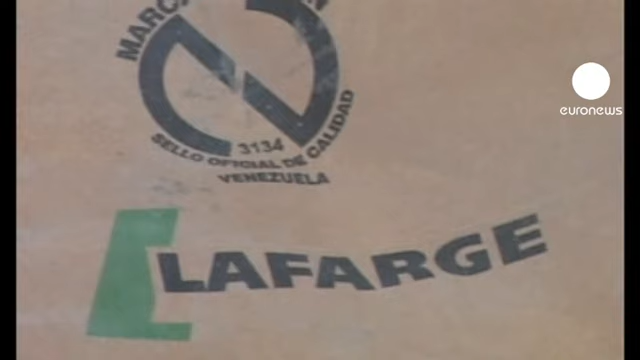 3134
SELLO OFICIAL DE CALIDAD
VENEZUELA
LAFARGE
euronews